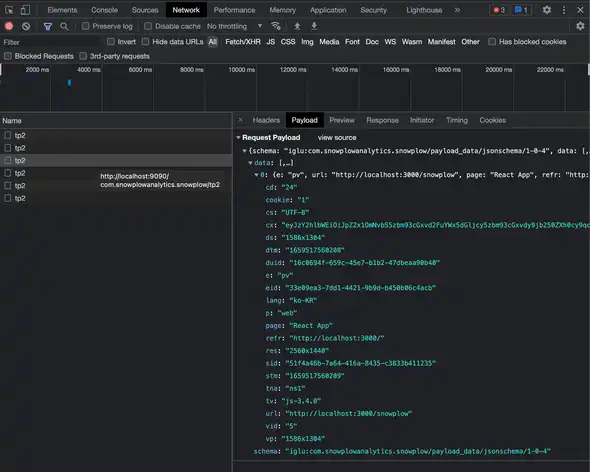 Elements Console Sources Network Performance Memory Application Security Lighthouse » 3 1
Preserve log Disable cache No throttling
Filter Invert Hide data URLs All Fetch/XHR JS CSS Img Media Font Doc WS Wasm Manifest Other Has blocked cookies
Blocked Requests 3rd-party requests
2000 ms 4000 ms 6000 ms 8000 ms 10000 ms 12000 ms 14000 ms 16000 ms 18000 ms 20000 ms 22000 ms
Name
tp2
tp2
tp2
tp2
tp2
tp2
http://localhost:9090/
com.snowplowanalytics.snowplow/tp2
× Headers Payload Preview Response Initiator Timing Cookies
▼ Request Payload view source
▼ {schema: "iglu:com.snowplowanalytics.snowplow/payload_data/jsonschema/1-0-4", data: [,
▼ data: [,…]
▼ 0: {e: "pv", url: "http://localhost:3000/snowplow", page: "React App", refr: "http:
cd: "24"
cookie: "1"
cs: "UTF-8"
ds: "1586x1304"
dtm: "1659517560208"
duid: "16c0694f-659c-45e7-b1b2-47dbeaa90b40"
e: "pv"
eid: "33e09ea3-7dd1-4421-9b9d-b450b06c4acb"
lang: "ko-KR"
p: "web"
page: "React App"
refr: "http://localhost:3000/"
res: "2560x1440"
sid: "51f4a46b-7a64-416a-8435-c3833b411235"
stm: "1659517560209"
tna: "ns1"
tv: "js-3.4.0"
url: "http://localhost:3000/snowplow"
vid: "5"
vp: "1586x1304"
schema: "iglu:com.snowplowanalytics.snowplow/payload_data/jsonschema/1-0-4"